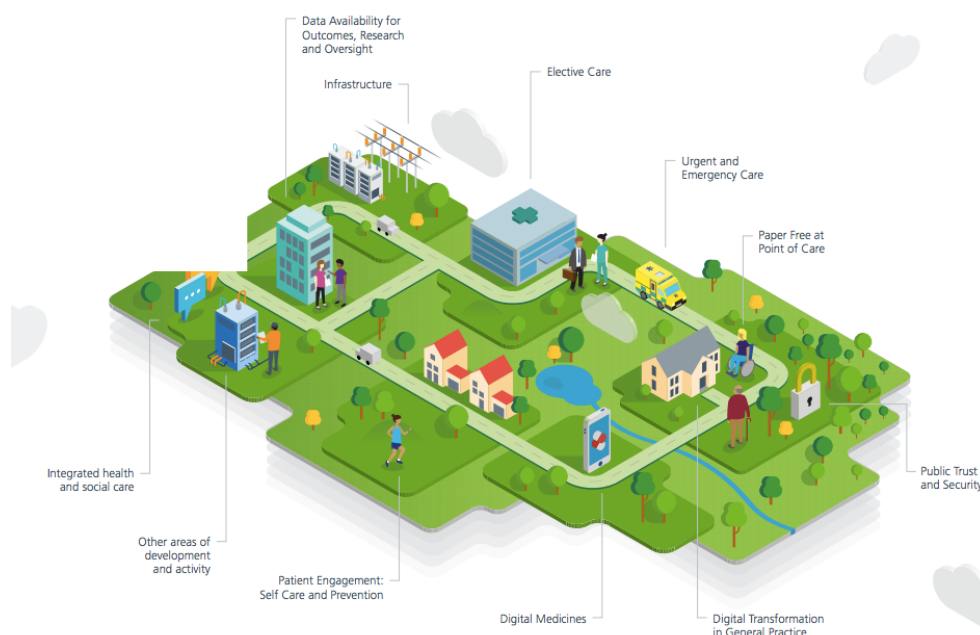 Data Availability for
Outcomes, Research
and Oversight
Infrastructure
Elective Care
Urgent and
Emergency Care
Paper Free at
Point of Care
Integrated health
and social care
Public Trust
and Security
Other areas of
development
and activity
Patient Engagement:
Self Care and Prevention
Digital Medicines
Digital Transformation
in General Practice